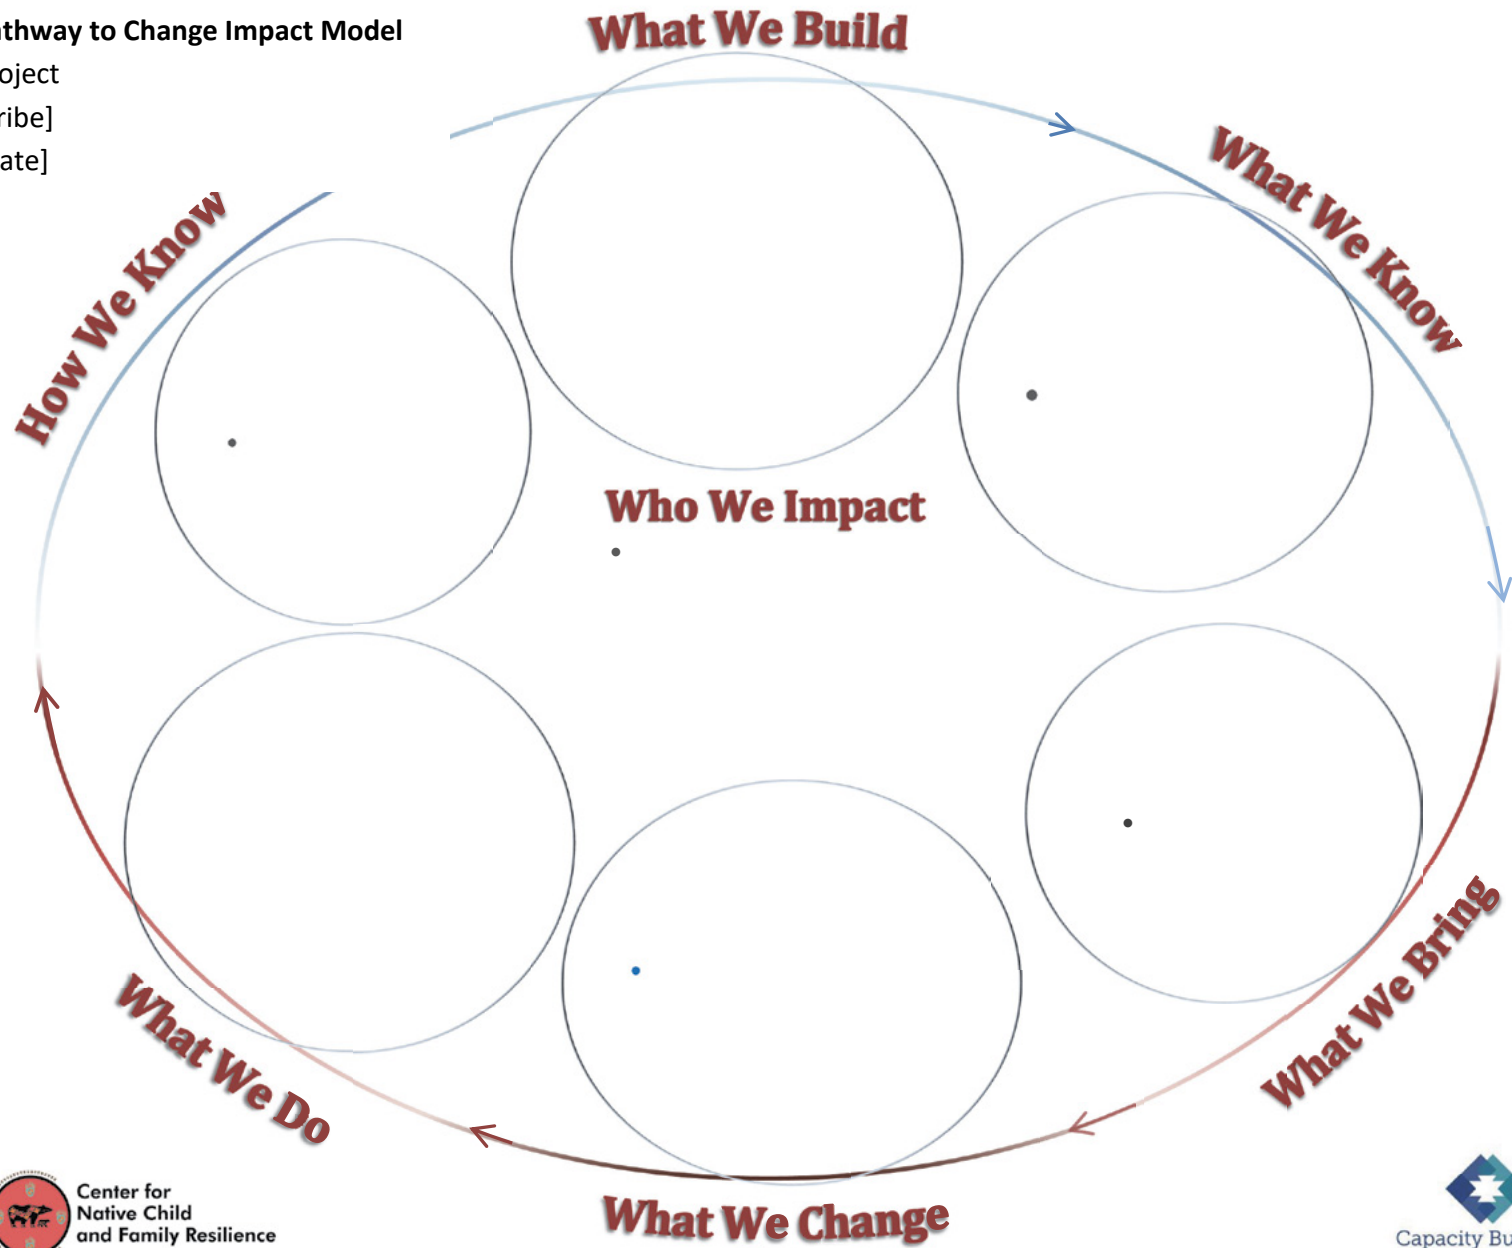 athway to Change Impact Model
oject
ribe]
ate]
What We Build
What We Know
How We Know
Who We Impact
What We Bring
What We Do
What We Change
Center for
Native Child
and Family Resilience
Capacity Bu